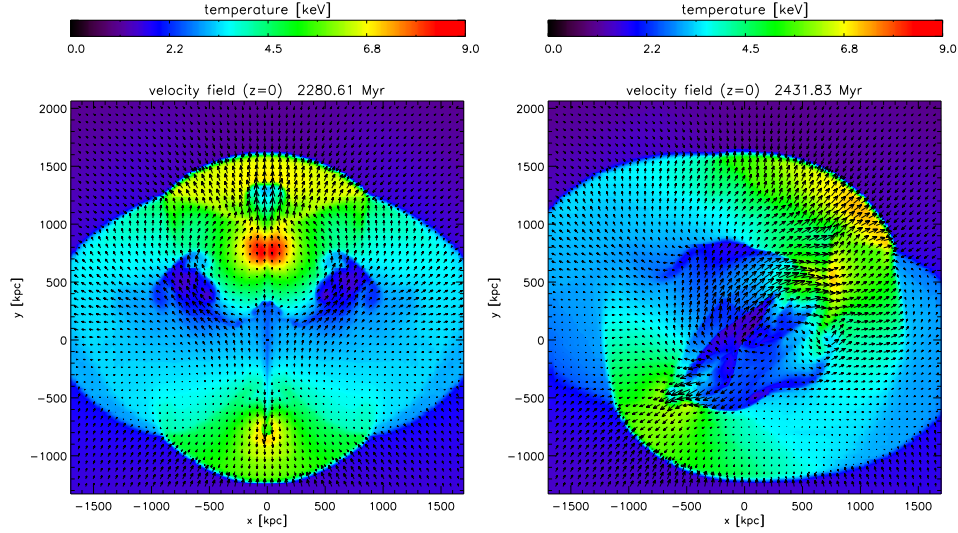 temperature [keV] temperature [keV]
0.0 2.2 4.5 6.8 9.0 0.0 2.2 4.5 6.8 9.0
velocity field (z=0) 2280.61 Myr velocity field (z=0) 2431.83 Myr
2000 2000
1500 1500
1000 1000
500 500
y [kpc] y [kpc]
0 0
−500 −500
−1000 −1000
−1500 −1000 −500 0 500 1000 1500 −1500 −1000 −500 0 500 1000 1500
x [kpc] x [kpc]